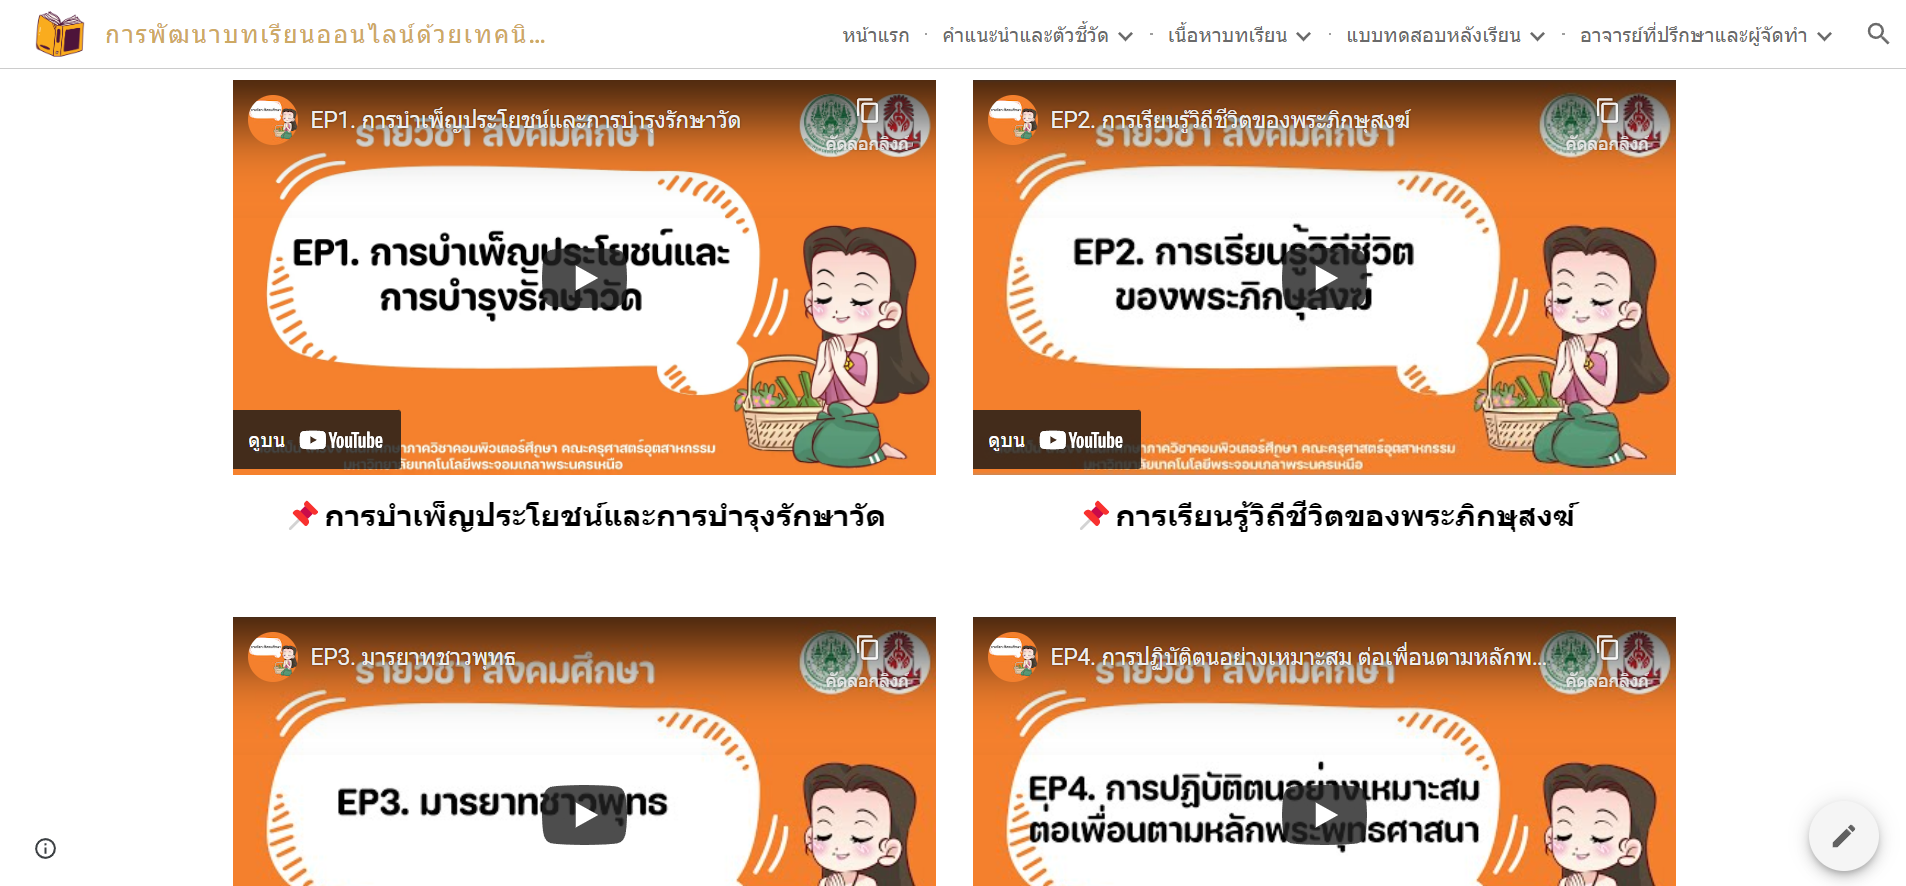 การพัฒนาบทเรียนออนไลน์ด้วยเทคนิ...
หน้าแรก · คำแนะนำและตัวชี้วัด · เนื้อหาบทเรียน · แบบทดสอบหลังเรียน · อาจารย์ที่ปรึกษาและผู้จัดทำ
EP1. การบำเพ็ญประโยชน์และการบำรุงรักษาวัด
คัดลอกลิงก์
รายวิชา สังคมศึกษา
EP1. การบำเพ็ญประโยชน์และ
การบำรุงรักษาวัด
ดูบน YouTube
ภาควิชาคอมพิวเตอร์ศึกษา คณะครุศาสตร์อุตสาหกรรม
มหาวิทยาลัยเทคโนโลยีพระจอมเกล้าพระนครเหนือ
📌 การบำเพ็ญประโยชน์และการบำรุงรักษาวัด
EP2. การเรียนรู้วิถีชีวิตของพระภิกษุสงฆ์
คัดลอกลิงก์
รายวิชา สังคมศึกษา
EP2. การเรียนรู้วิถีชีวิต
ของพระภิกษุสงฆ์
ดูบน YouTube
ภาควิชาคอมพิวเตอร์ศึกษา คณะครุศาสตร์อุตสาหกรรม
มหาวิทยาลัยเทคโนโลยีพระจอมเกล้าพระนครเหนือ
📌 การเรียนรู้วิถีชีวิตของพระภิกษุสงฆ์
EP3. มารยาทชาวพุทธ
คัดลอกลิงก์
รายวิชา สังคมศึกษา
EP3. มารยาทชาวพุทธ
EP4. การปฏิบัติตนอย่างเหมาะสม ต่อเพื่อนตามหลักพ...
คัดลอกลิงก์
รายวิชา สังคมศึกษา
EP4. การปฏิบัติตนอย่างเหมาะสม
ต่อเพื่อนตามหลักพระพุทธศาสนา